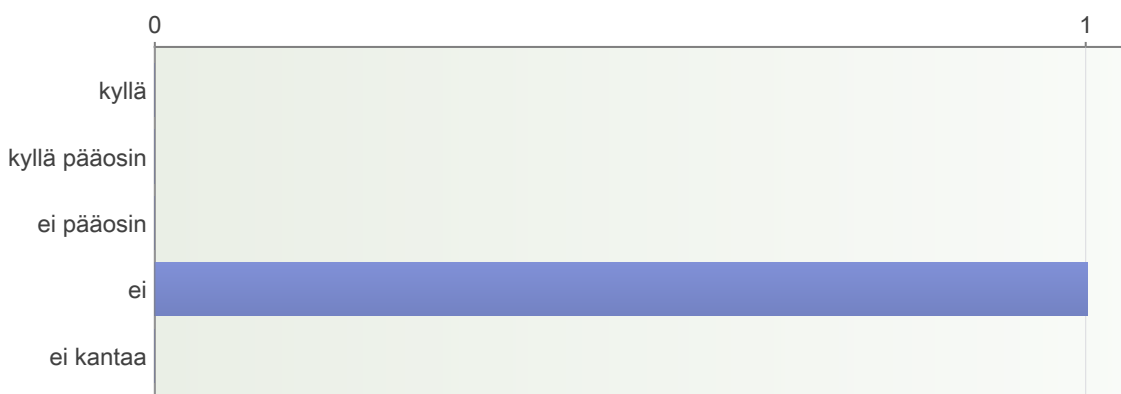 0 1
kyllä
kyllä pääosin
ei pääosin
ei
ei kantaa